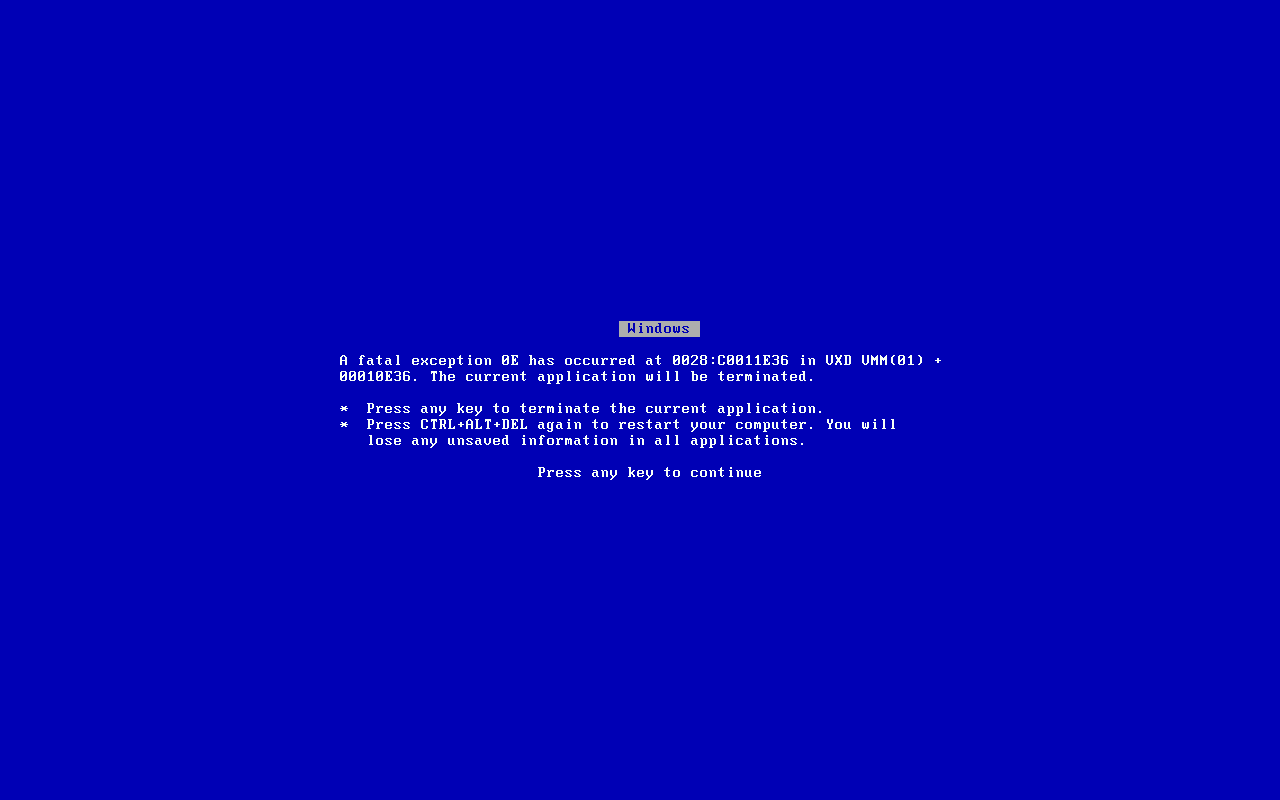 Windows
A fatal exception 0E has occurred at 0028:C0011E36 in VXD VMM(01) +
00010E36. The current application will be terminated.
*  Press any key to terminate the current application.
*  Press CTRL+ALT+DEL again to restart your computer. You will
   lose any unsaved information in all applications.
Press any key to continue